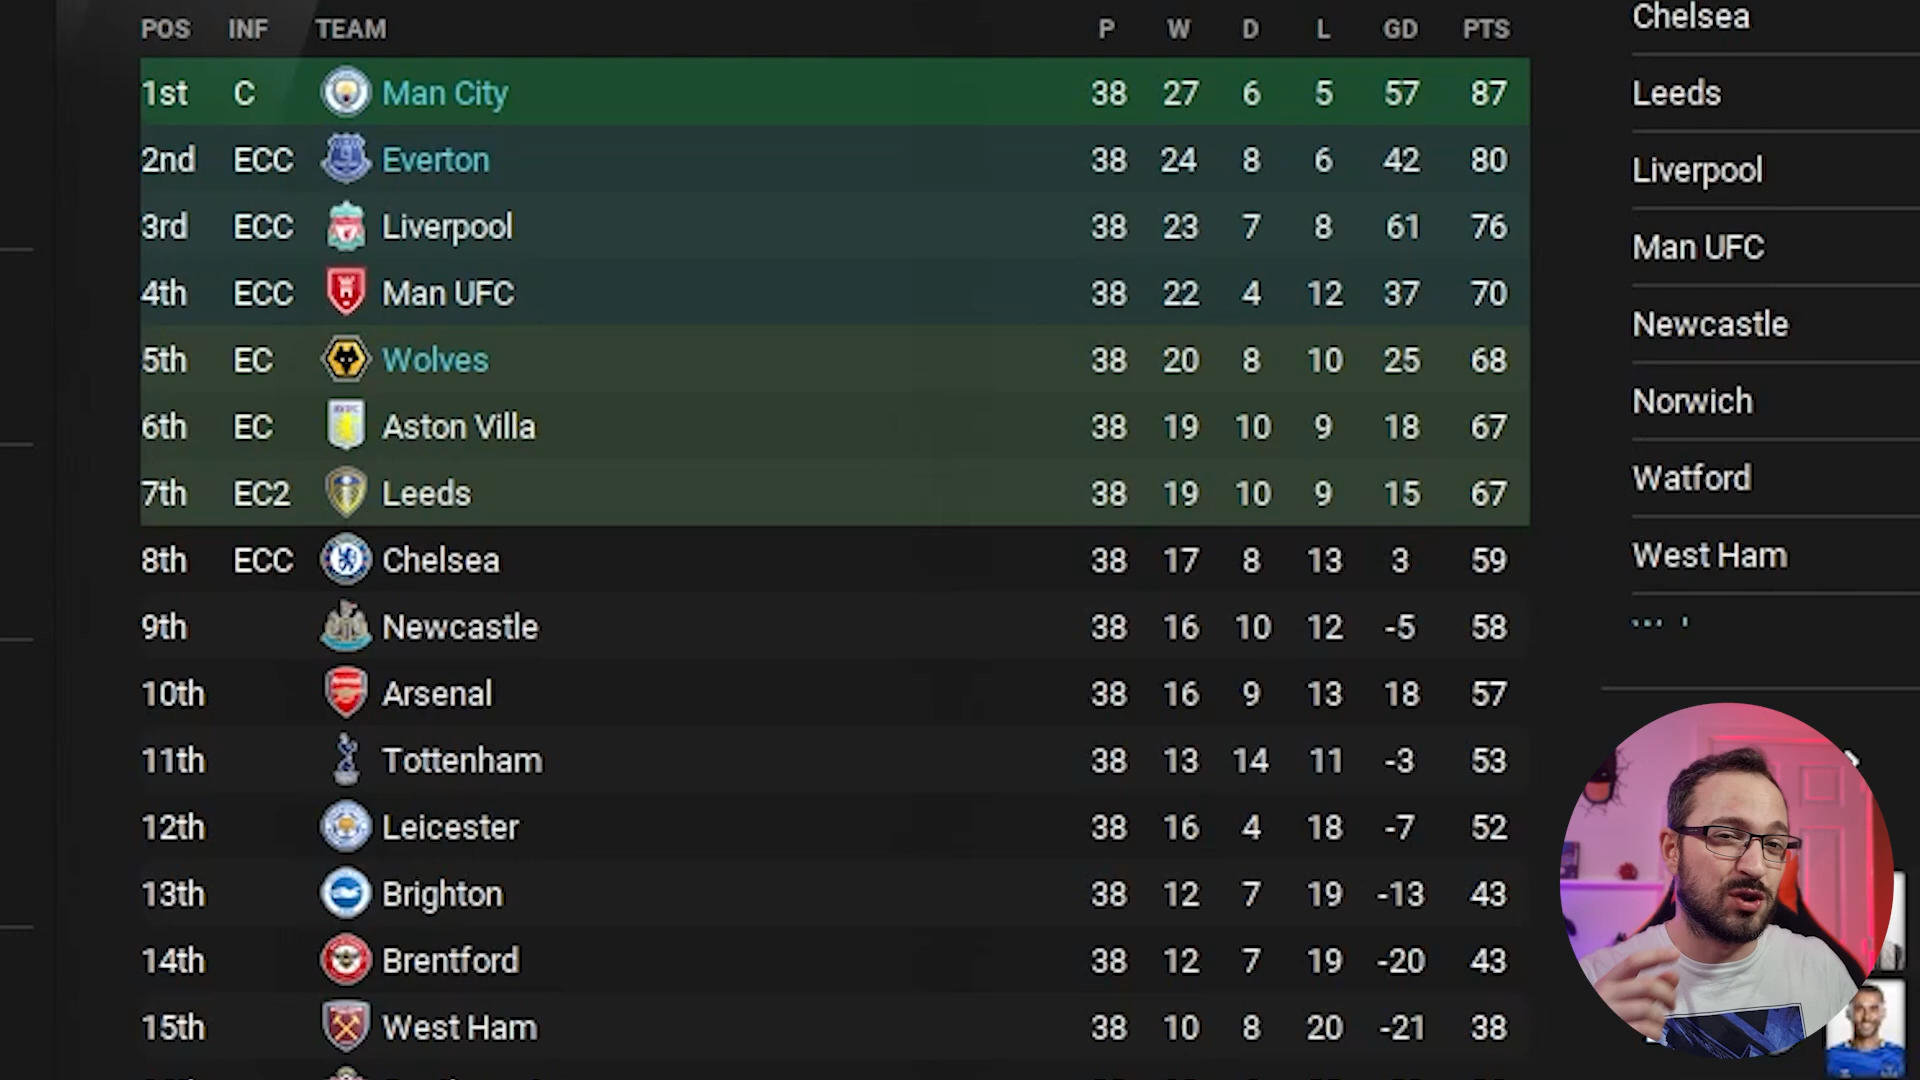 POS INF TEAM P W D L GD PTS
1st C Man City 38 27 6 5 57 87
2nd ECC Everton 38 24 8 6 42 80
3rd ECC Liverpool 38 23 7 8 61 76
4th ECC Man UFC 38 22 4 12 37 70
5th EC Wolves 38 20 8 10 25 68
6th EC Aston Villa 38 19 10 9 18 67
7th EC2 Leeds 38 19 10 9 15 67
8th ECC Chelsea 38 17 8 13 3 59
9th Newcastle 38 16 10 12 -5 58
10th Arsenal 38 16 9 13 18 57
11th Tottenham 38 13 14 11 -3 53
12th Leicester 38 16 4 18 -7 52
13th Brighton 38 12 7 19 -13 43
14th Brentford 38 12 7 19 -20 43
15th West Ham 38 10 8 20 -21 38
Chelsea
Leeds
Liverpool
Man UFC
Newcastle
Norwich
Watford
West Ham